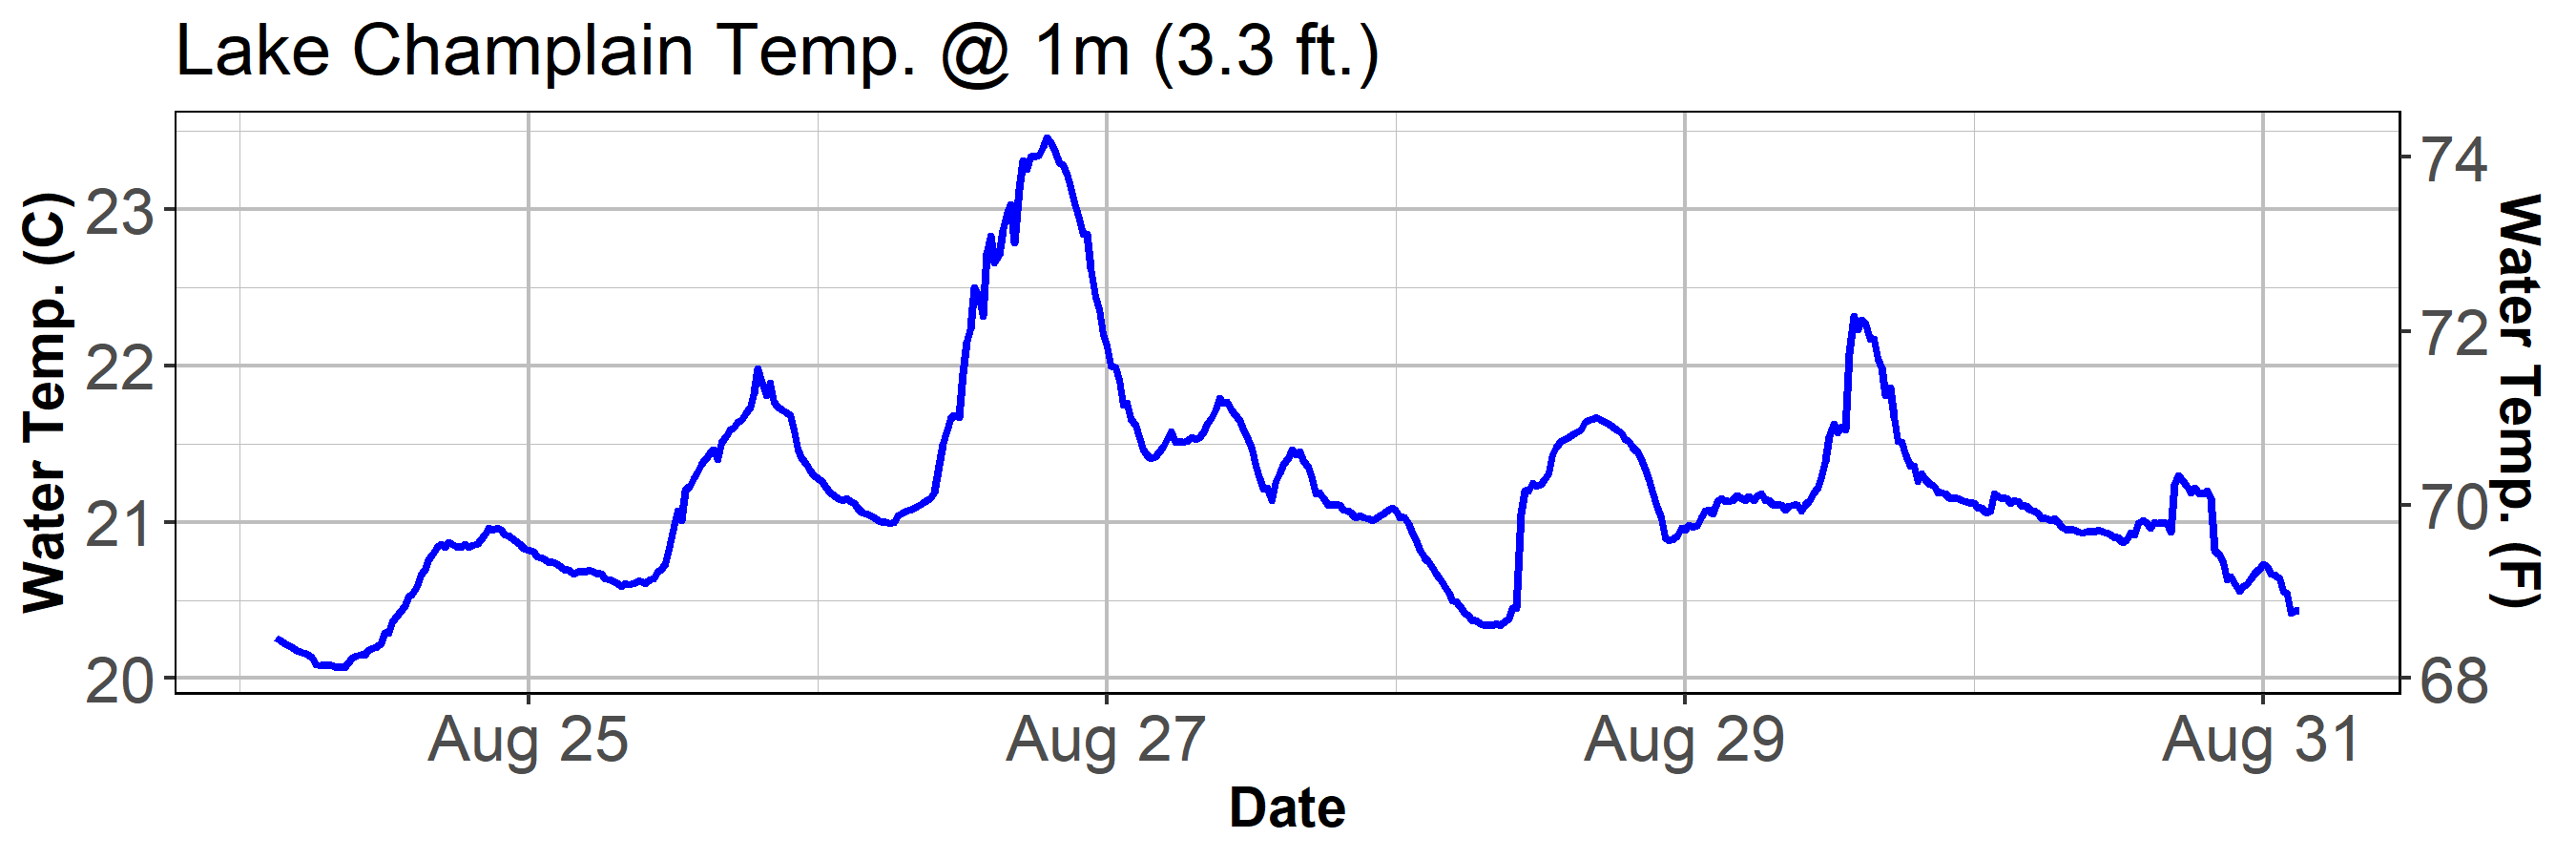 Lake Champlain Temp. @ 1m (3.3 ft.)
Water Temp. (C)
23
22
21
20
74
72
70
68
Water Temp. (F)
Aug 25
Aug 27
Aug 29
Aug 31
Date